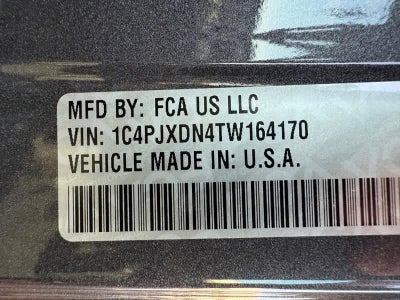 MFD BY: FCA US LLC
VIN: 1C4PJXDN4TW164170
VEHICLE MADE IN: U.S.A.